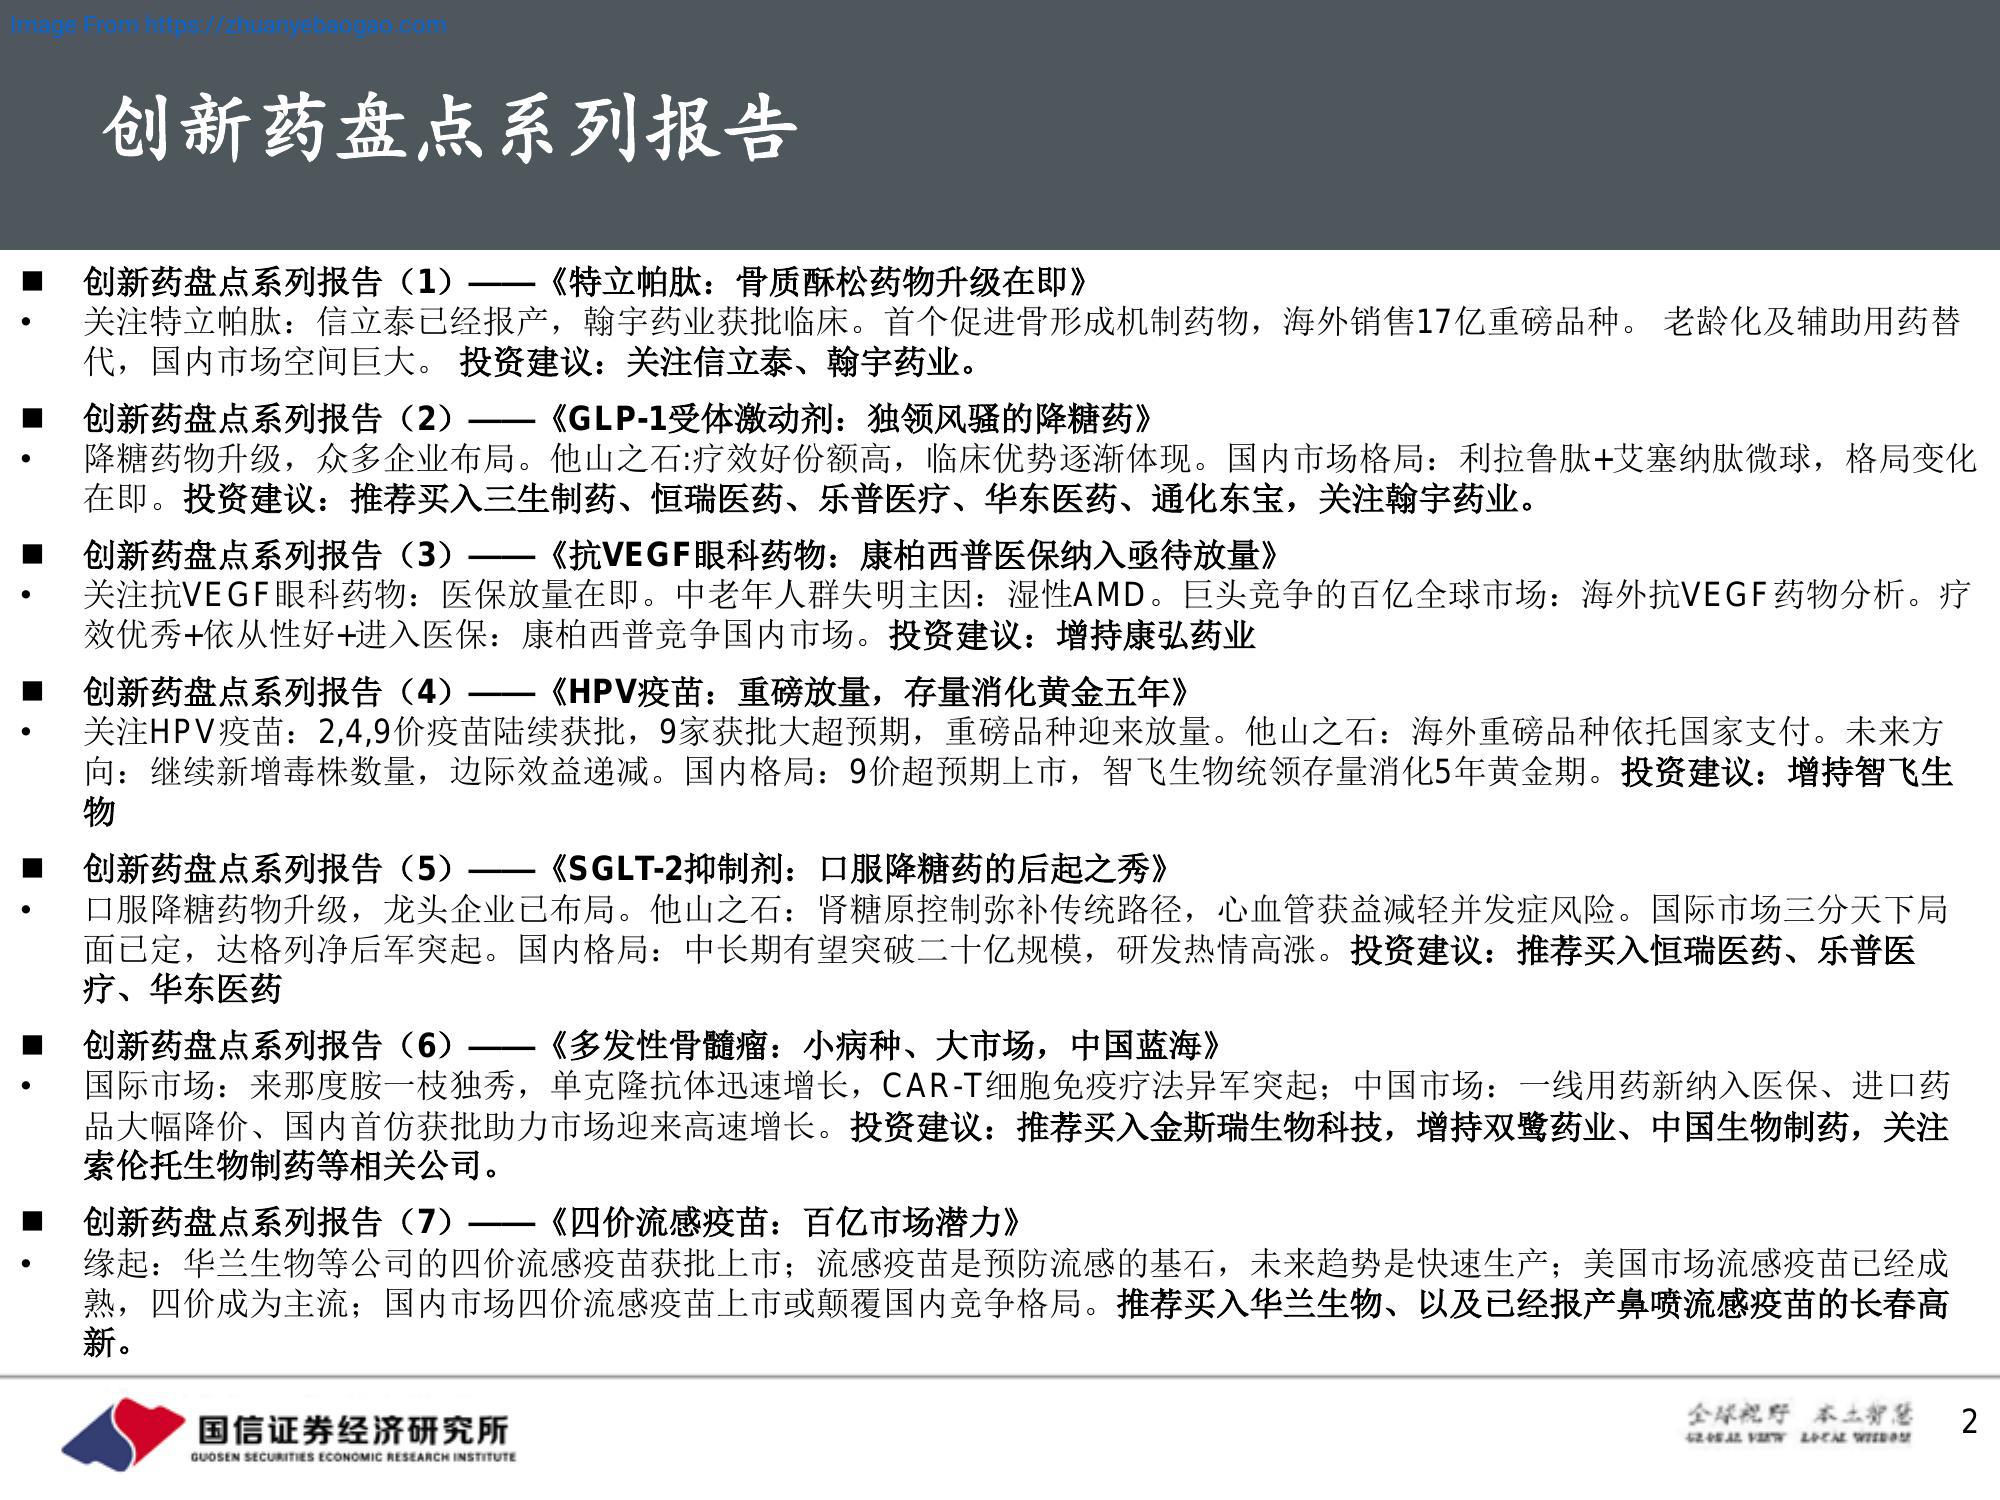 Image From https://zhuanyebaogao.com
创新药盘点系列报告
■ 创新药盘点系列报告（1）——《特立帕肽：骨质酥松药物升级在即》
• 关注特立帕肽：信立泰已经报产，翰宇药业获批临床。首个促进骨形成机制药物，海外销售17亿重磅品种。 老龄化及辅助用药替
代，国内市场空间巨大。 投资建议：关注信立泰、翰宇药业。
■ 创新药盘点系列报告（2）——《GLP-1受体激动剂：独领风骚的降糖药》
• 降糖药物升级，众多企业布局。他山之石:疗效好份额高，临床优势逐渐体现。国内市场格局：利拉鲁肽+艾塞纳肽微球，格局变化
在即。投资建议：推荐买入三生制药、恒瑞医药、乐普医疗、华东医药、通化东宝，关注翰宇药业。
■ 创新药盘点系列报告（3）——《抗VEGF眼科药物：康柏西普医保纳入亟待放量》
• 关注抗VEGF眼科药物：医保放量在即。中老年人群失明主因：湿性AMD。巨头竞争的百亿全球市场：海外抗VEGF药物分析。疗
效优秀+依从性好+进入医保：康柏西普竞争国内市场。投资建议：增持康弘药业
■ 创新药盘点系列报告（4）——《HPV疫苗：重磅放量，存量消化黄金五年》
• 关注HPV疫苗：2,4,9价疫苗陆续获批，9家获批大超预期，重磅品种迎来放量。他山之石：海外重磅品种依托国家支付。未来方
向：继续新增毒株数量，边际效益递减。国内格局：9价超预期上市，智飞生物统领存量消化5年黄金期。投资建议：增持智飞生
物
■ 创新药盘点系列报告（5）——《SGLT-2抑制剂：口服降糖药的后起之秀》
• 口服降糖药物升级，龙头企业已布局。他山之石：肾糖原控制弥补传统路径，心血管获益减轻并发症风险。国际市场三分天下局
面已定，达格列净后军突起。国内格局：中长期有望突破二十亿规模，研发热情高涨。投资建议：推荐买入恒瑞医药、乐普医
疗、华东医药
■ 创新药盘点系列报告（6）——《多发性骨髓瘤：小病种、大市场，中国蓝海》
• 国际市场：来那度胺一枝独秀，单克隆抗体迅速增长，CAR-T细胞免疫疗法异军突起；中国市场：一线用药新纳入医保、进口药
品大幅降价、国内首仿获批助力市场迎来高速增长。投资建议：推荐买入金斯瑞生物科技，增持双鹭药业、中国生物制药，关注
索伦托生物制药等相关公司。
■ 创新药盘点系列报告（7）——《四价流感疫苗：百亿市场潜力》
• 缘起：华兰生物等公司的四价流感疫苗获批上市；流感疫苗是预防流感的基石，未来趋势是快速生产；美国市场流感疫苗已经成
熟，四价成为主流；国内市场四价流感疫苗上市或颠覆国内竞争格局。推荐买入华兰生物、以及已经报产鼻喷流感疫苗的长春高
新。
国信证券经济研究所
GUOSEN SECURITIES ECONOMIC RESEARCH INSTITUTE
全球视野 本土智慧
GLOBAL VIEW LOCAL WISDOM
2